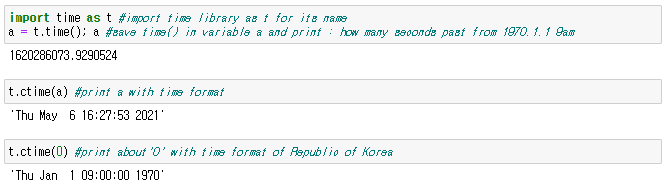 import time as t #import time library as t for its name
a = t.time(); a #save time() in variable a and print : how many seconds past from 1970.1.1 9am
1620286073.9290524
t.ctime(a) #print a with time format
'Thu May  6 16:27:53 2021'
t.ctime(0) #print about'0' with time format of Republic of Korea
'Thu Jan  1 09:00:00 1970'